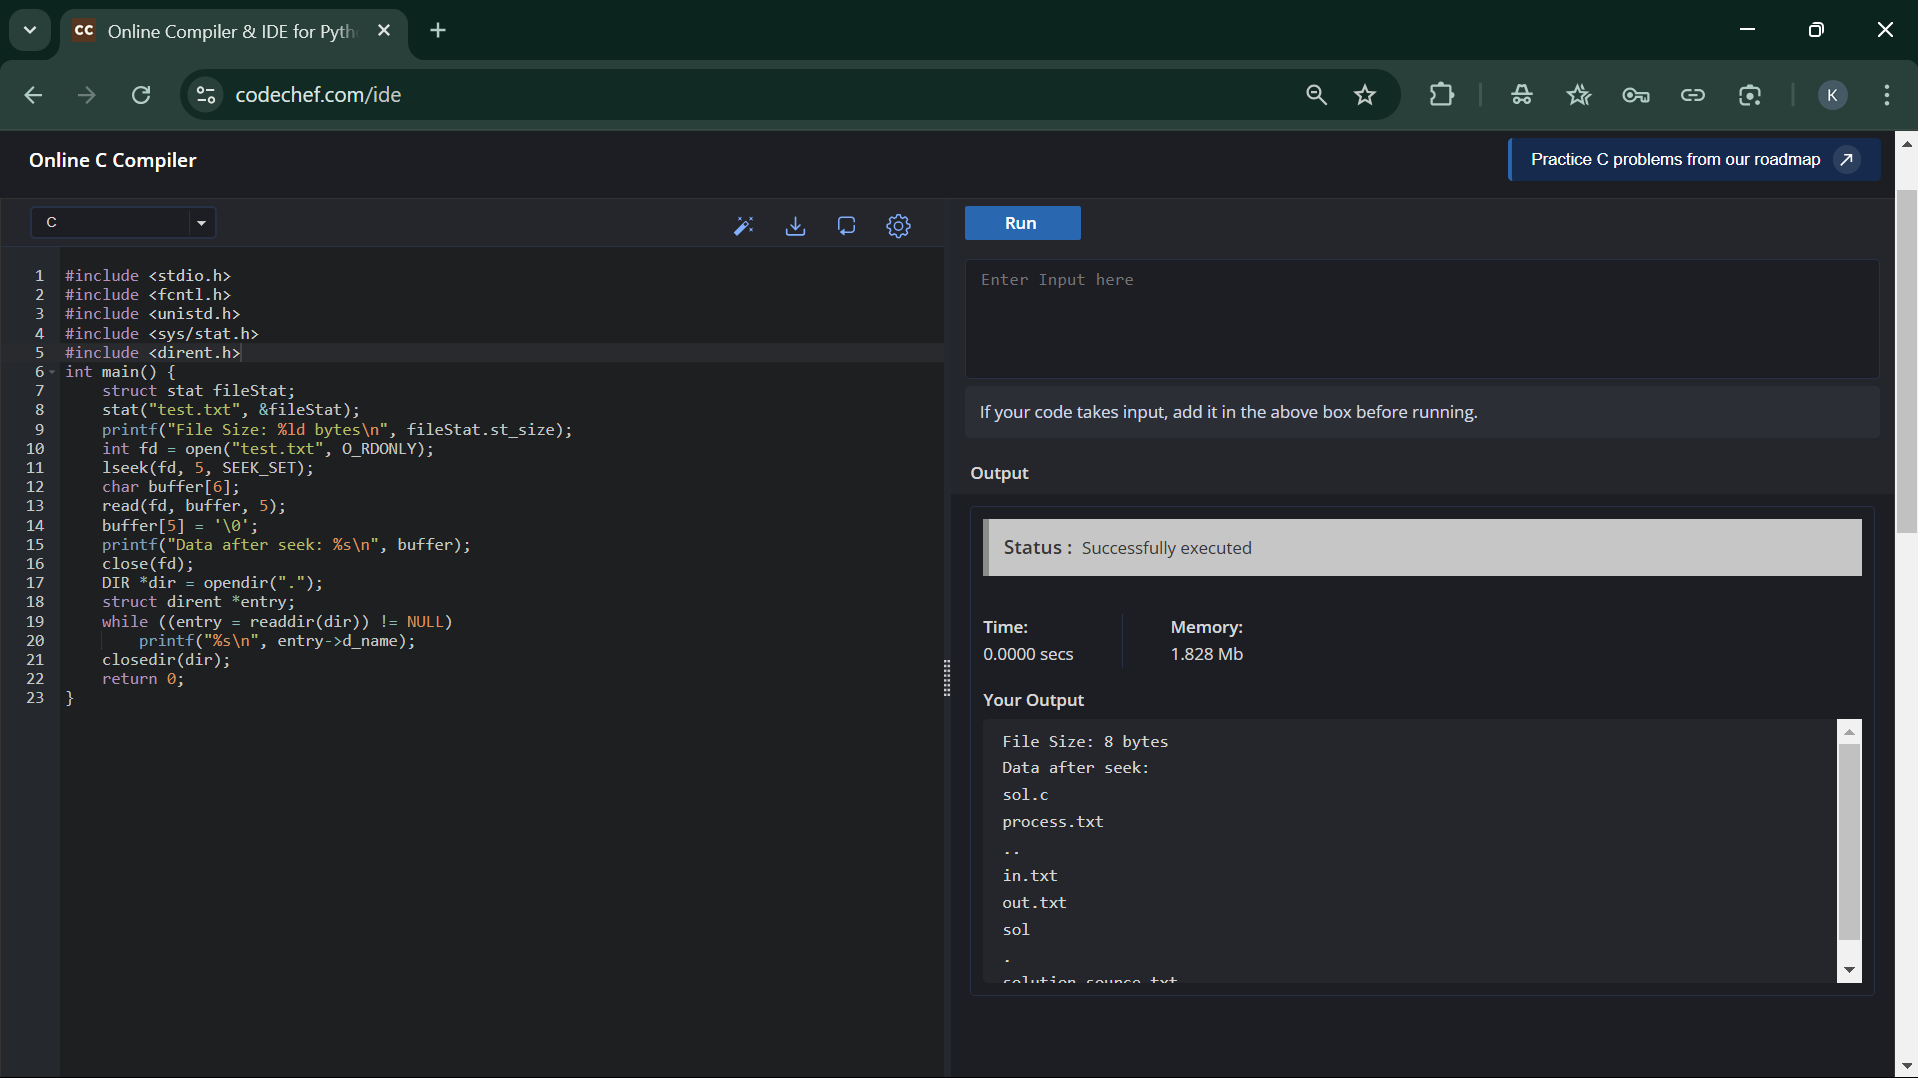 CC Online Compiler & IDE for Pyth
codechef.com/ide
K
Online C Compiler
Practice C problems from our roadmap
C
Run
1 #include <stdio.h>
2 #include <fcntl.h>
3 #include <unistd.h>
4 #include <sys/stat.h>
5 #include <dirent.h>
6 int main() {
7 struct stat fileStat;
8 stat("test.txt", &fileStat);
9 printf("File Size: %ld bytes\n", fileStat.st_size);
10 int fd = open("test.txt", O_RDONLY);
11 lseek(fd, 5, SEEK_SET);
12 char buffer[6];
13 read(fd, buffer, 5);
14 buffer[5] = '\0';
15 printf("Data after seek: %s\n", buffer);
16 close(fd);
17 DIR *dir = opendir(".");
18 struct dirent *entry;
19 while ((entry = readdir(dir)) != NULL)
20 printf("%s\n", entry->d_name);
21 closedir(dir);
22 return 0;
23 }
Enter Input here
If your code takes input, add it in the above box before running.
Output
Status : Successfully executed
Time:
0.0000 secs
Memory:
1.828 Mb
Your Output
File Size: 8 bytes
Data after seek:
sol.c
process.txt
..
in.txt
out.txt
sol
.
solution_source.txt